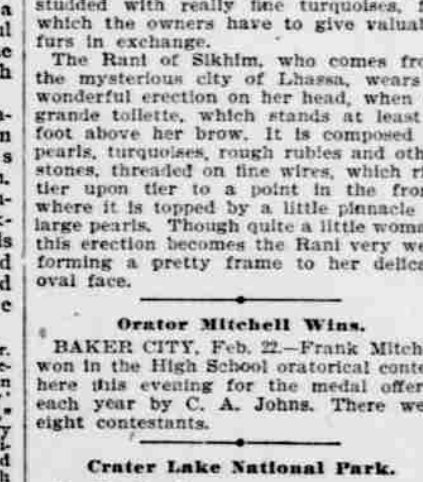 studded with really fine turquoises,
which the owners have to give valuab
furs in exchange.
The Rani of Sikhim, who comes fro
the mysterious city of Lhassa, wears
wonderful erection on her head, when
grande toilette, which stands at least
foot above her brow. It is composed
pearls, turquoises, rough rubies and oth
stones, threaded on fine wires, which ri
tier upon tier to a point in the fron
where it is topped by a little pinnacle
large pearls. Though quite a little woma
this erection becomes the Rani very we
forming a pretty frame to her delica
oval face.
Orator Mitchell Wins.
BAKER CITY, Feb. 22.—Frank Mitch
won in the High School oratorical conte
here this evening for the medal offer
each year by C. A. Johns. There we
eight contestants.
Crater Lake National Park.